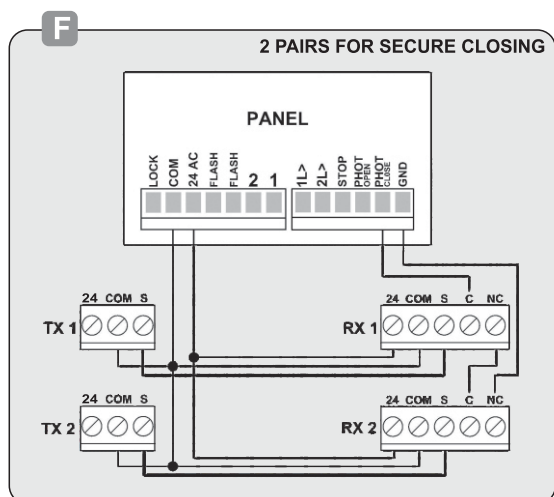 F
2 PAIRS FOR SECURE CLOSING
PANEL
LOCK
COM
24 AC
FLASH
FLASH
2
1
1L>
2L>
STOP
PHOT OPEN
PHOT CLOSE
GND
24 COM S
TX 1
24 COM S C NC
RX 1
24 COM S
TX 2
24 COM S C NC
RX 2